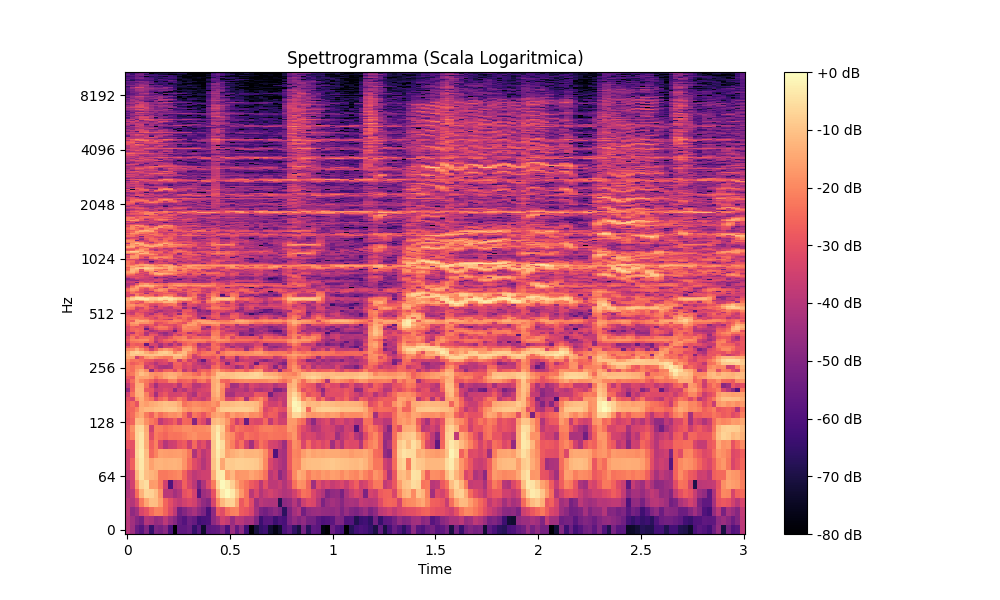 Spettrogramma (Scala Logaritmica)
Hz
8192
4096
2048
1024
512
256
128
64
0
0 0.5 1 1.5 2 2.5 3
Time
+0 dB
-10 dB
-20 dB
-30 dB
-40 dB
-50 dB
-60 dB
-70 dB
-80 dB